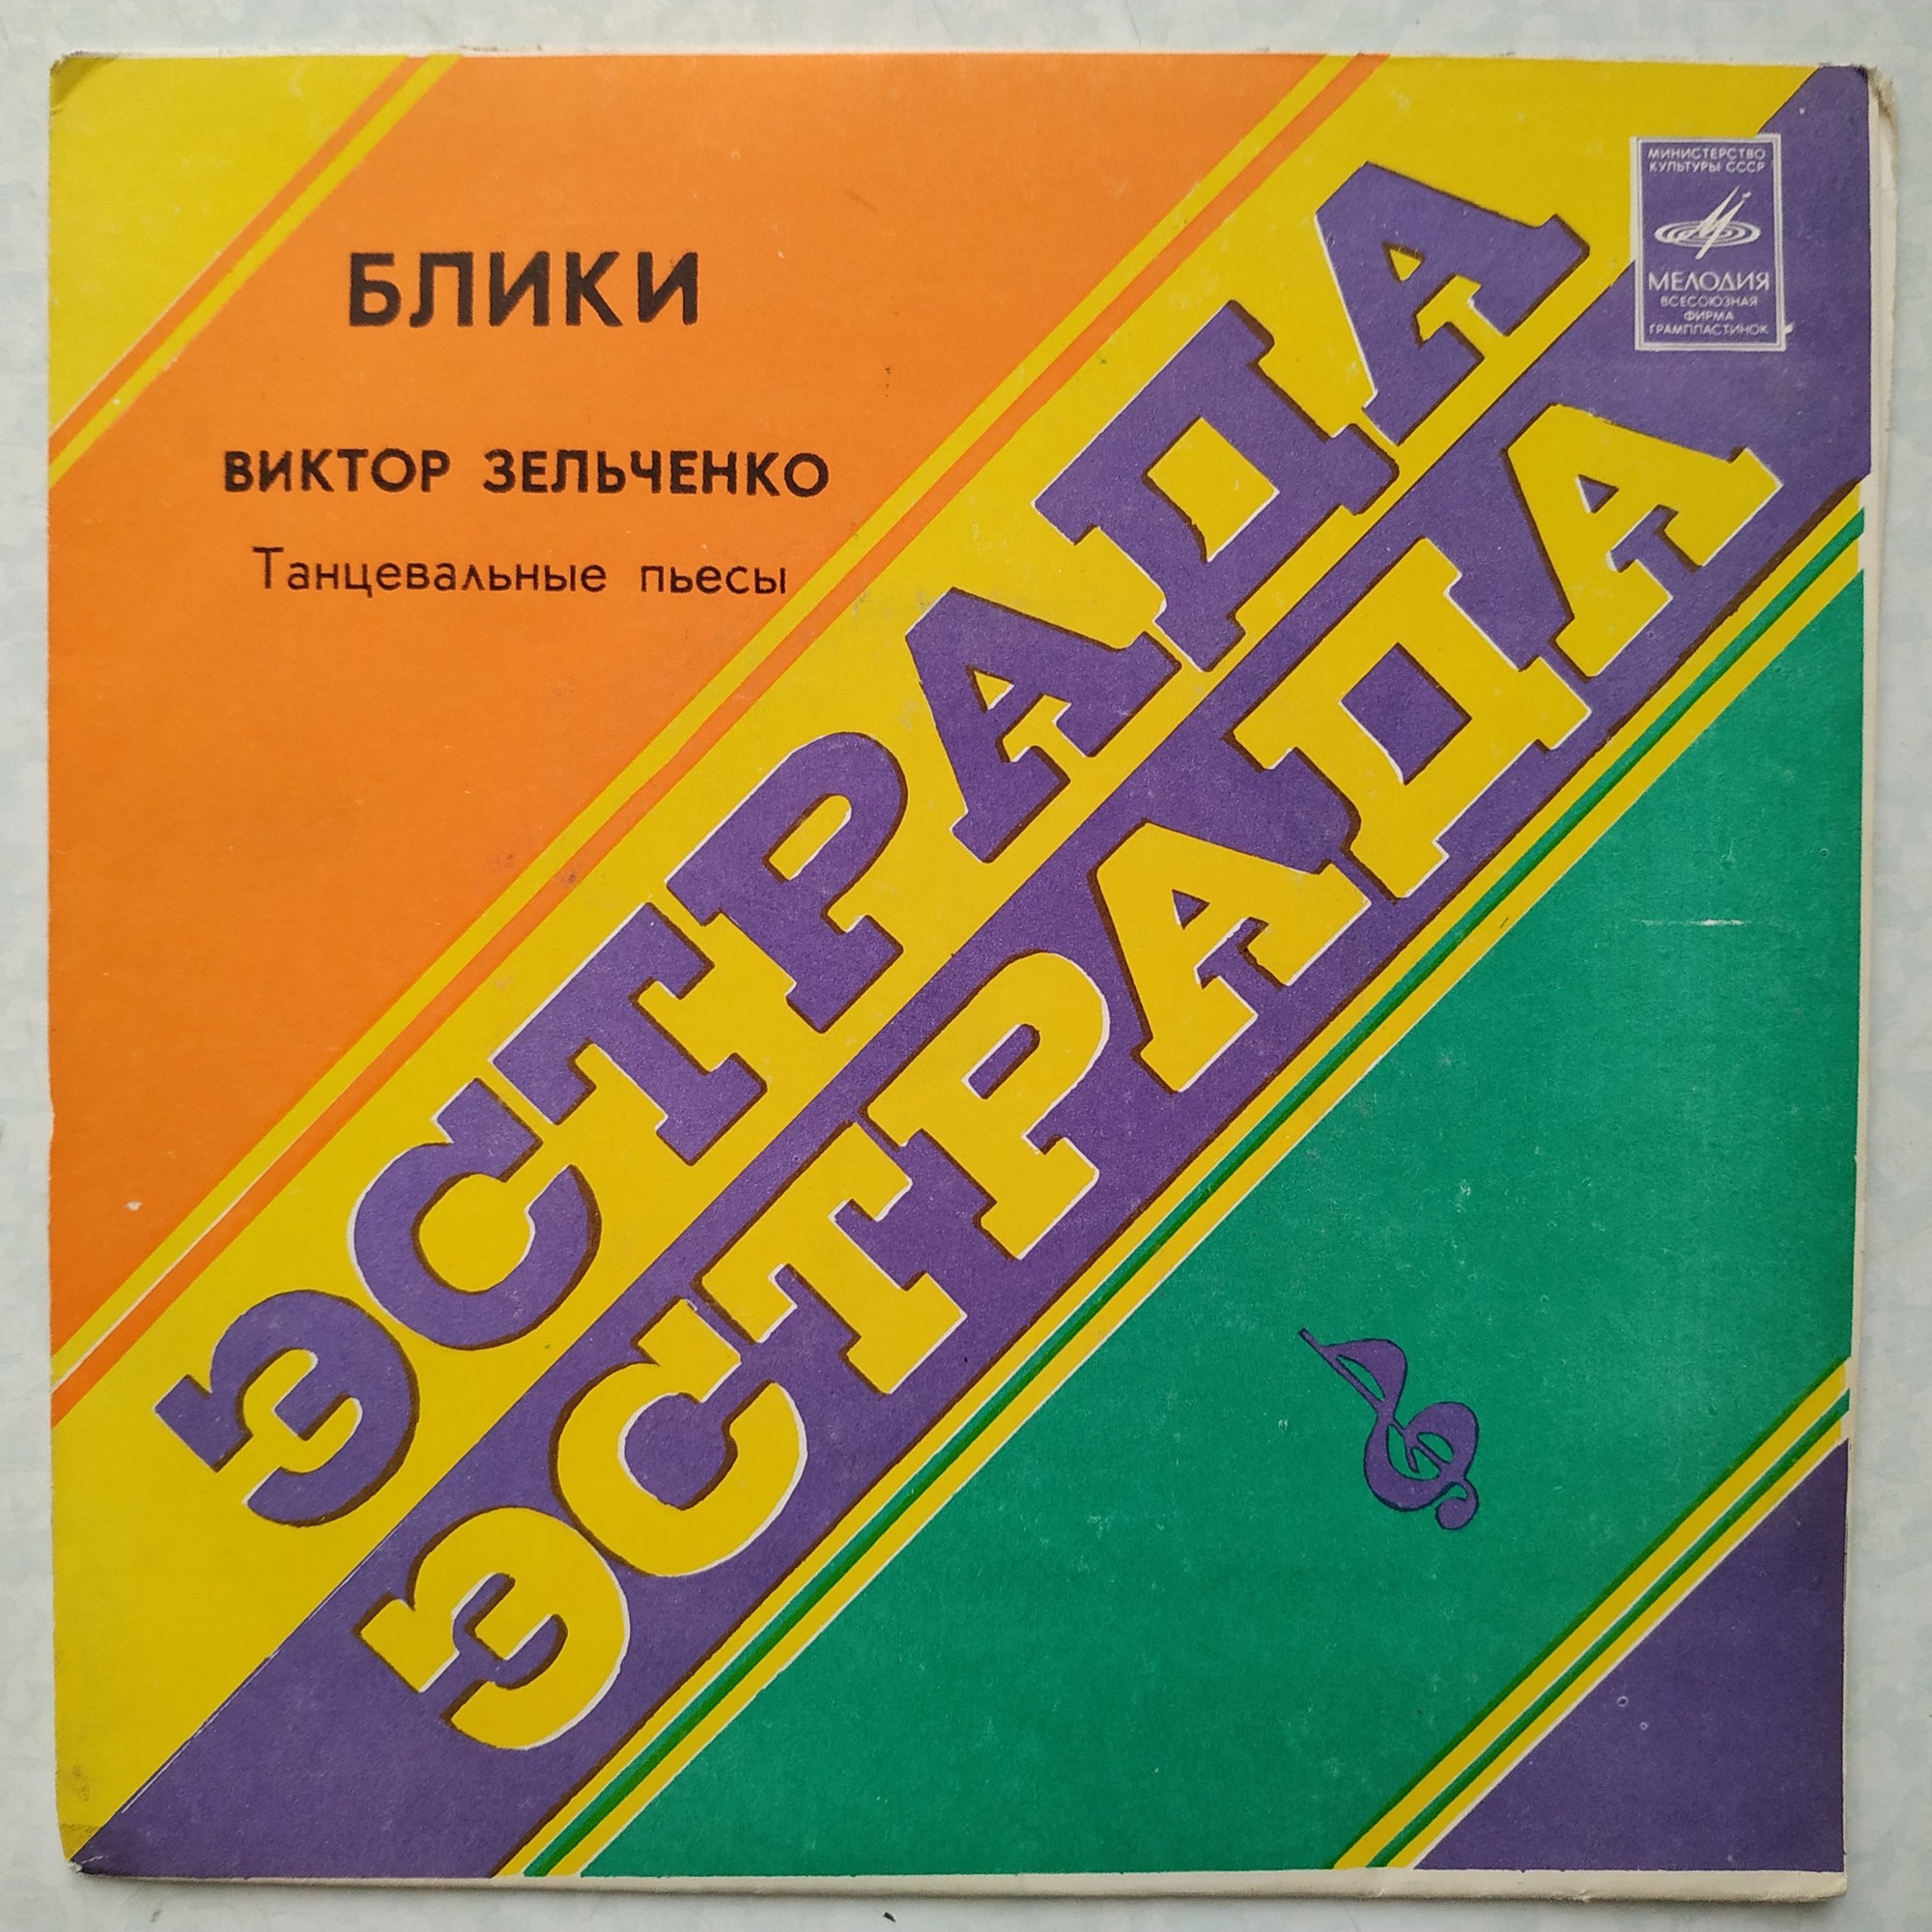 БЛИКИ
ВИКТОР ЗЕЛЬЧЕНКО
Танцевальные пьесы
ЭСТРАДА
ЭСТРАДА
МИНИСТЕРСТВО
КУЛЬТУРЫ СССР
МЕЛОДИЯ
ВСЕСОЮЗНАЯ
ФИРМА
ГРАМПЛАСТИНОК